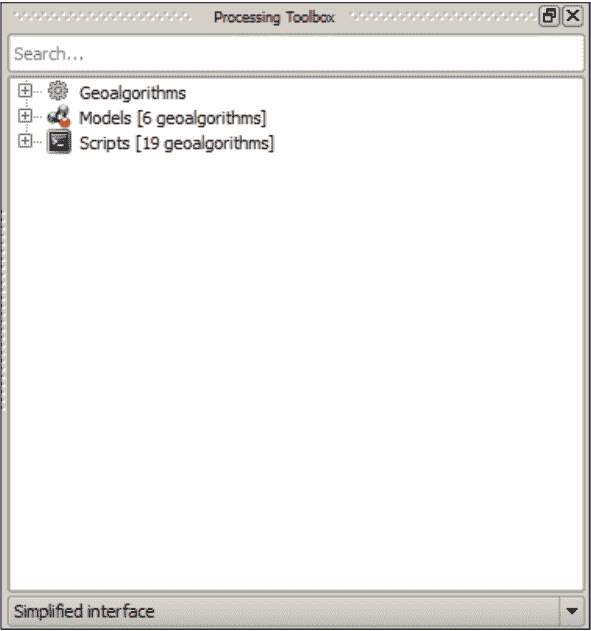 Processing Toolbox
Search...
Geoalgorithms
Models [6 geoalgorithms]
Scripts [19 geoalgorithms]
Simplified interface